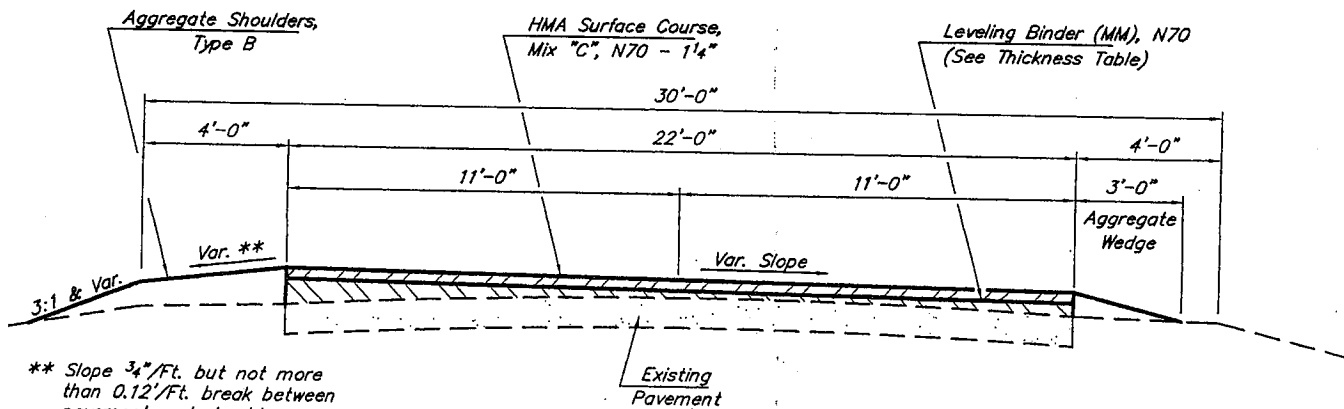 Aggregate Shoulders,
Type B
HMA Surface Course,
Mix "C", N70 - 1¼"
Leveling Binder (MM), N70
(See Thickness Table)
30'-0"
4'-0"
22'-0"
4'-0"
11'-0"
11'-0"
3'-0"
Aggregate
Wedge
Var. **
Var. Slope
3:1 & Var.
** Slope ¾"/Ft. but not more
than 0.12'/Ft. break between
Existing
Pavement